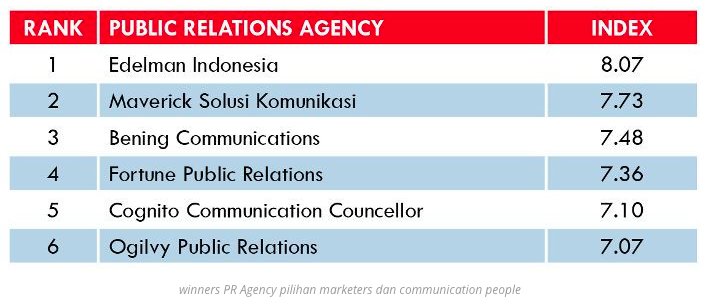 RANK PUBLIC RELATIONS AGENCY INDEX
1 Edelman Indonesia 8.07
2 Maverick Solusi Komunikasi 7.73
3 Bening Communications 7.48
4 Fortune Public Relations 7.36
5 Cognito Communication Councellor 7.10
6 Ogilvy Public Relations 7.07
winners PR Agency pilihan marketers dan communication people